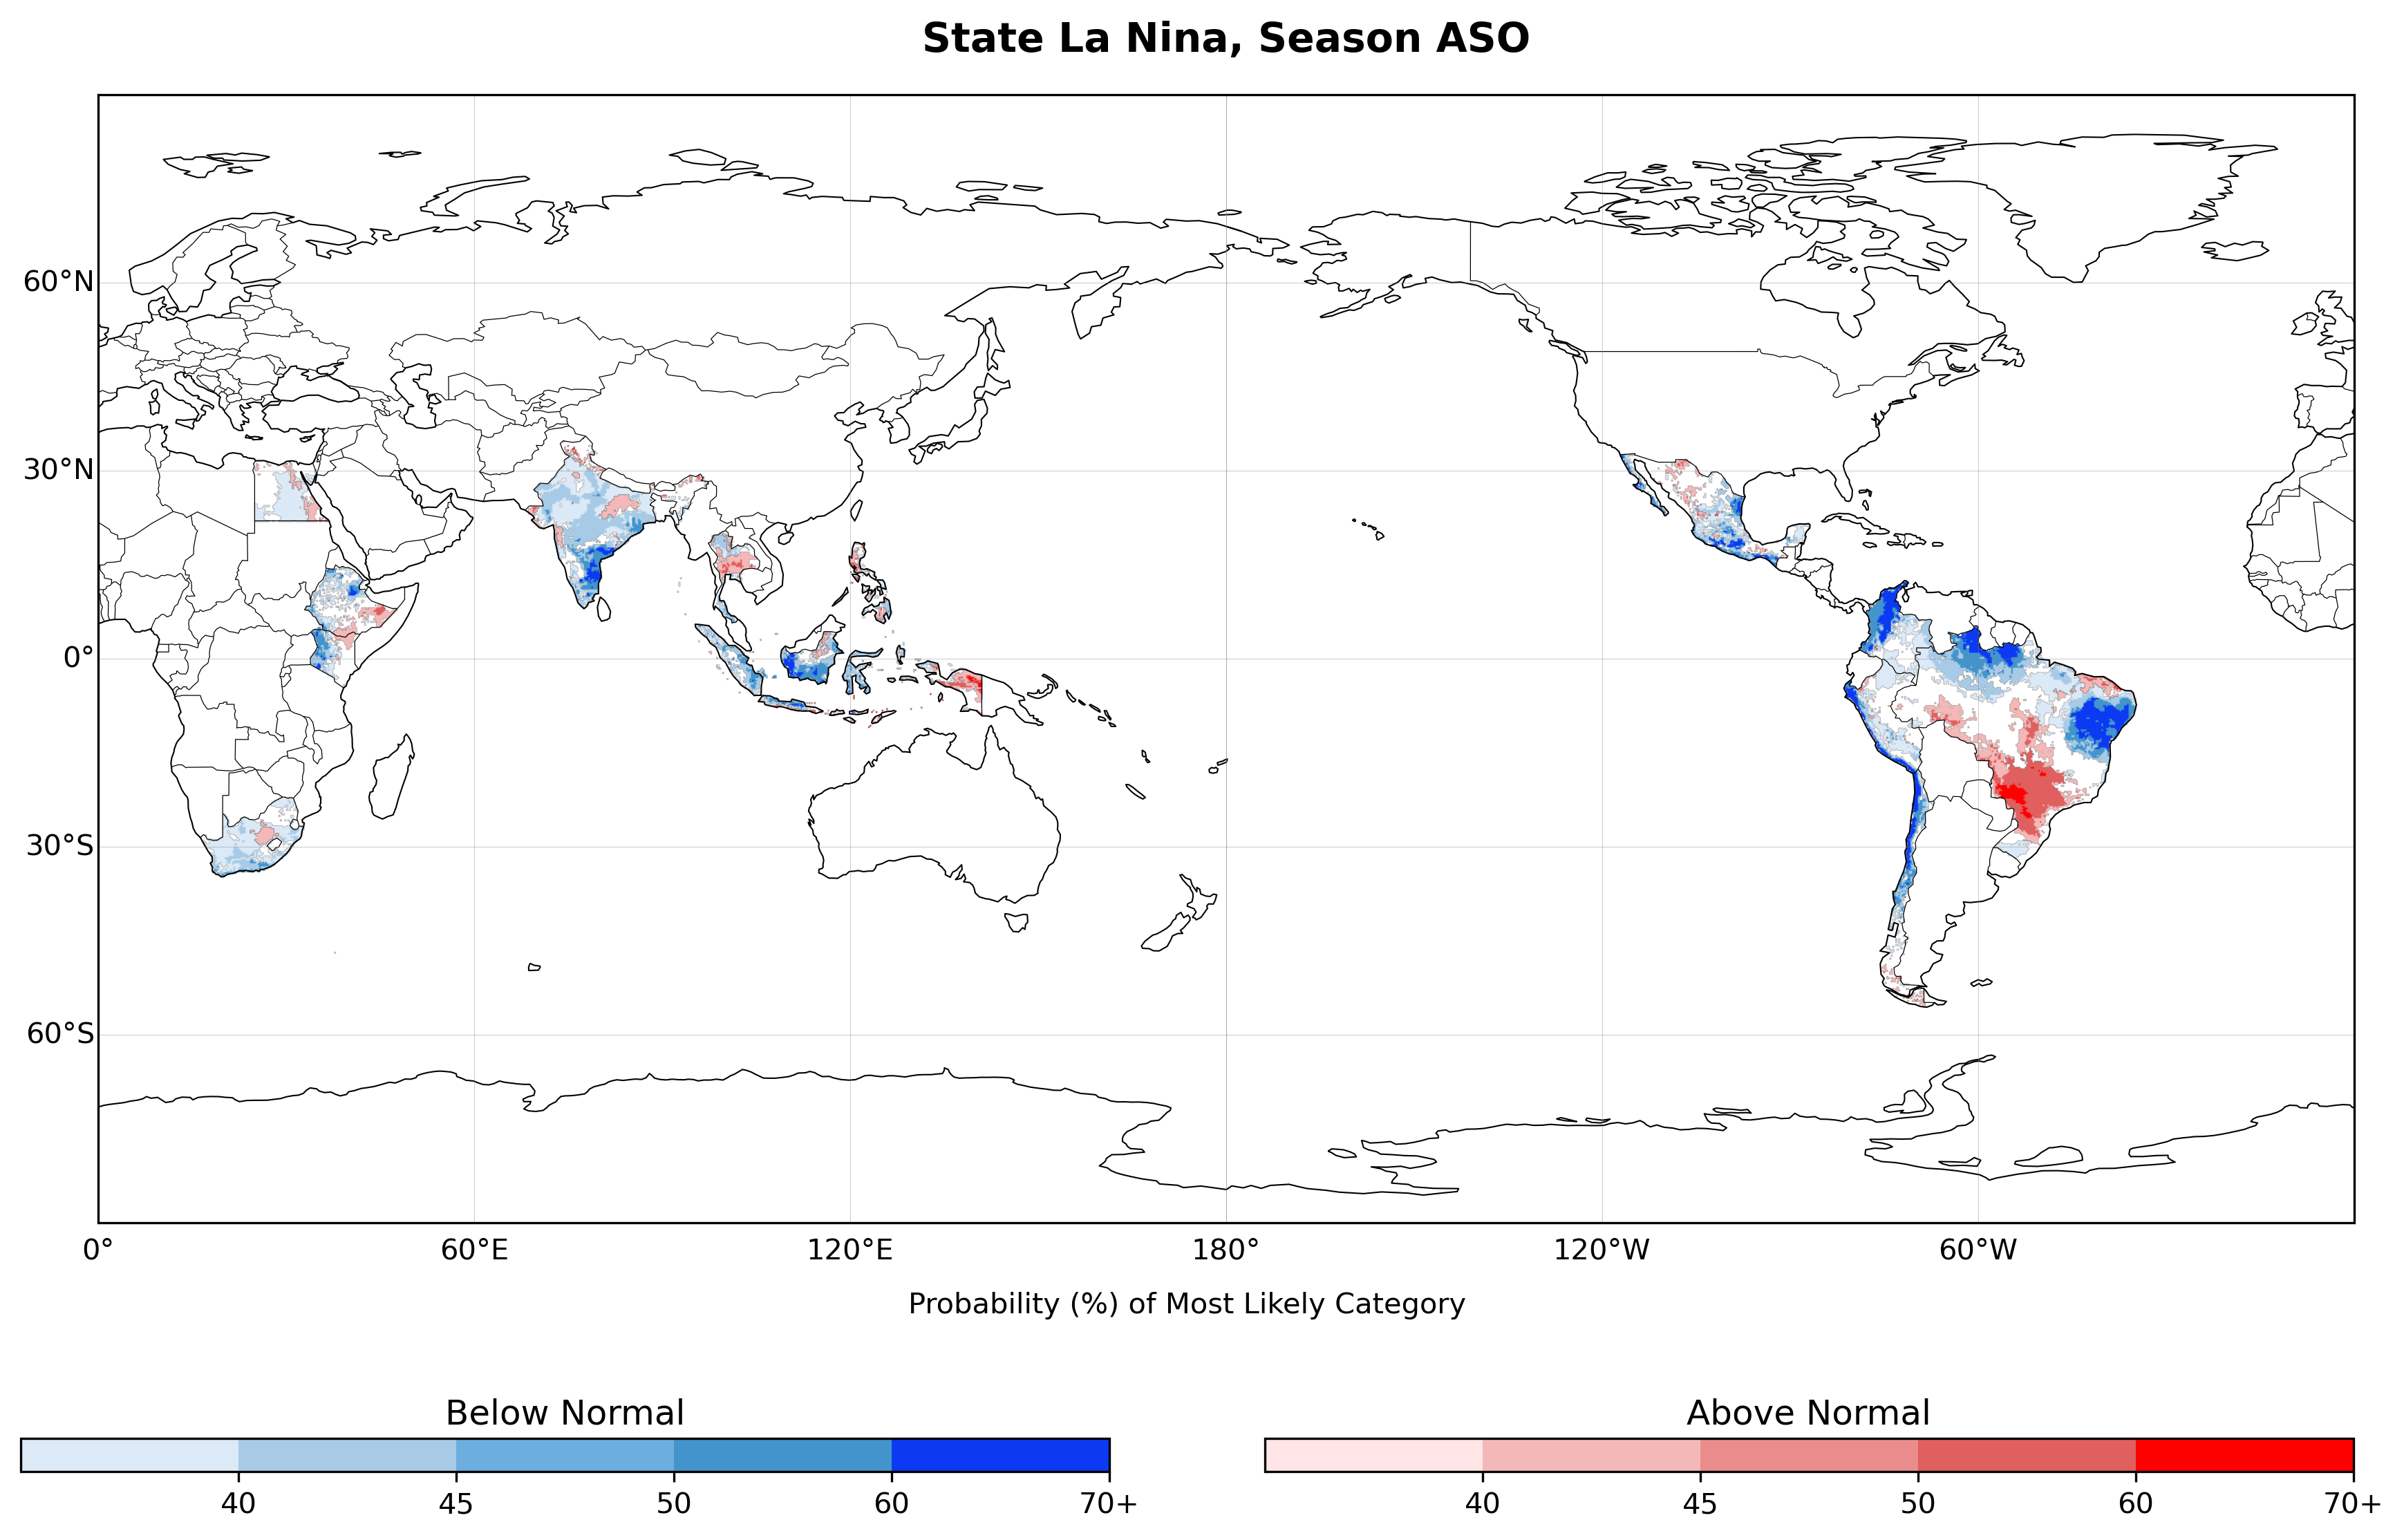 State La Nina, Season ASO
60°N
30°N
0°
30°S
60°S
0° 60°E 120°E 180° 120°W 60°W
Probability (%) of Most Likely Category
Below Normal
40 45 50 60 70+
Above Normal
40 45 50 60 70+